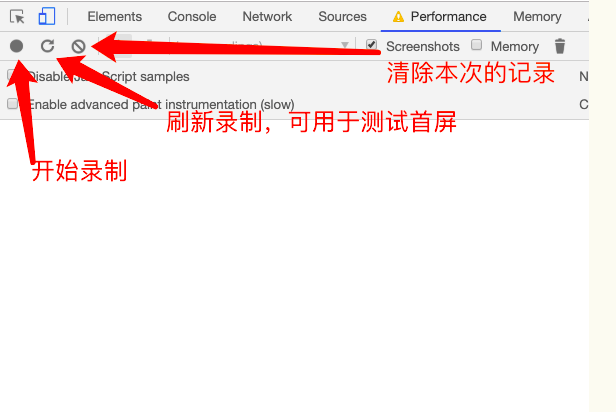 Elements Console Network Sources Performance Memory
Screenshots Memory
清除本次的记录
Disable JavaScript samples N
Enable advanced paint instrumentation (slow) C
刷新录制，可用于测试首屏
开始录制